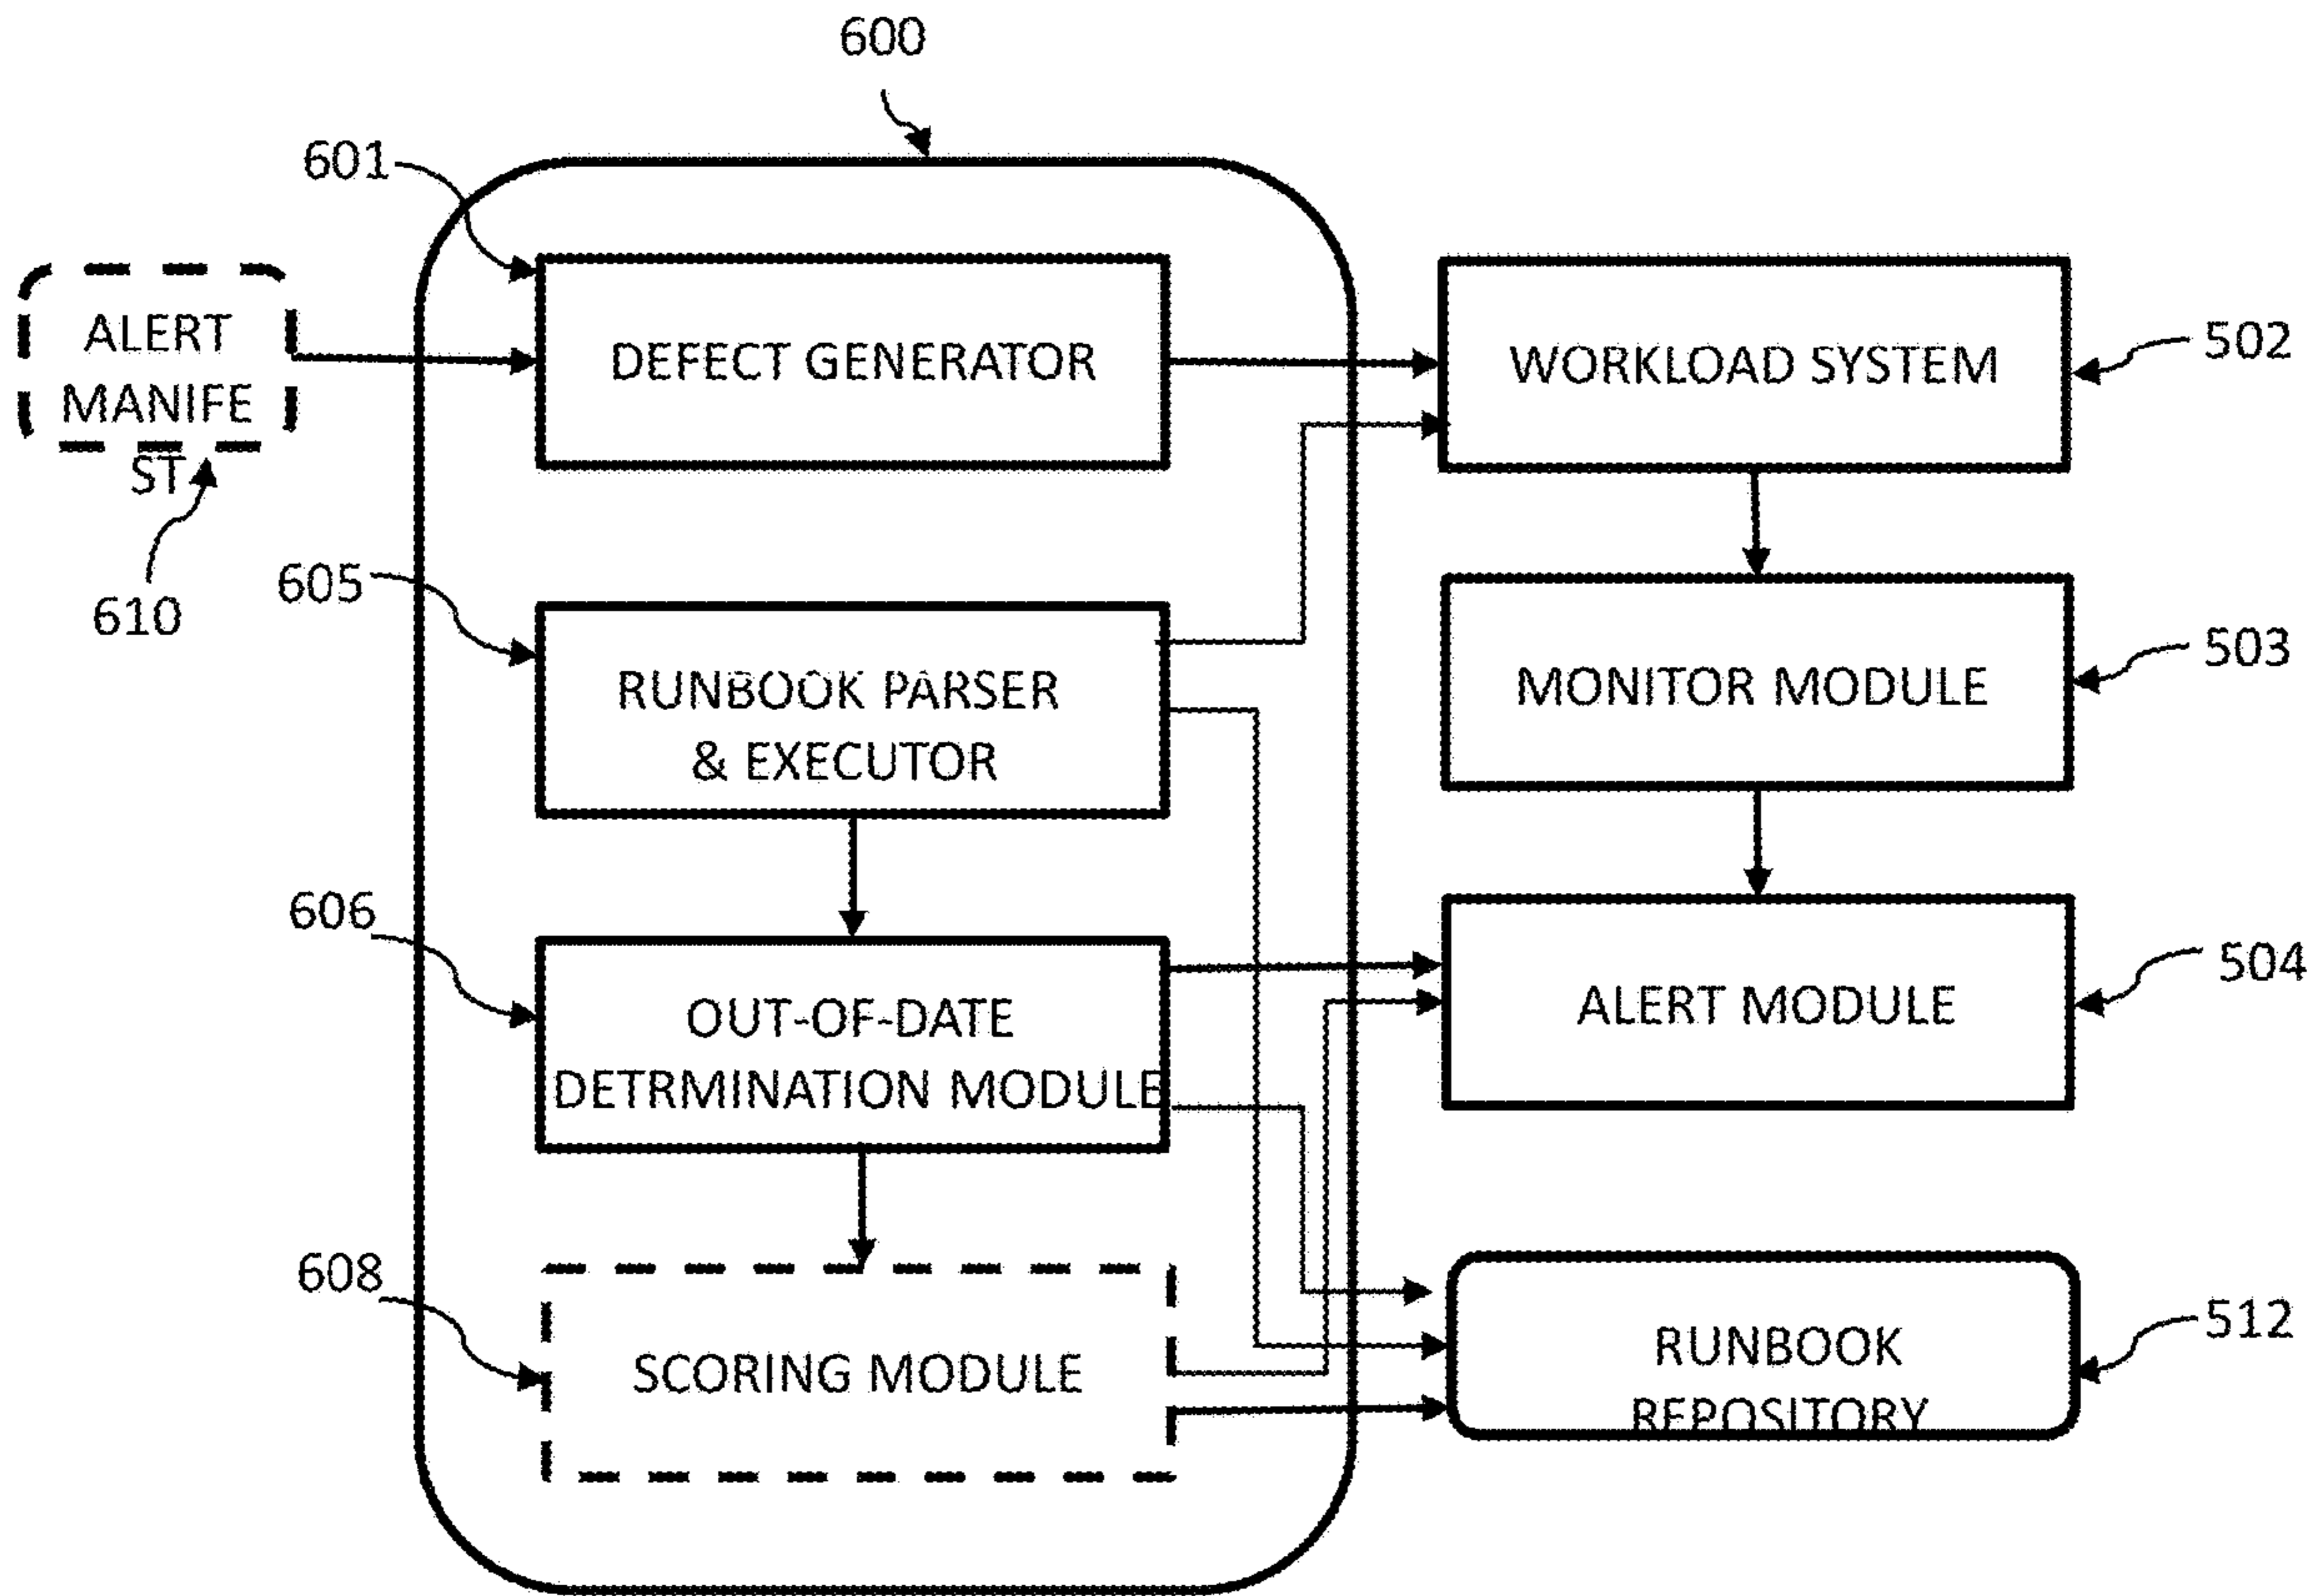 600
601
ALERT
MANIFE
ST
610
DEFECT GENERATOR
WORKLOAD SYSTEM
502
605
RUNBOOK PARSER
& EXECUTOR
MONITOR MODULE
503
606
OUT-OF-DATE
DETRMINATION MODULE
ALERT MODULE
504
608
SCORING MODULE
RUNBOOK
REPOSITORY
512